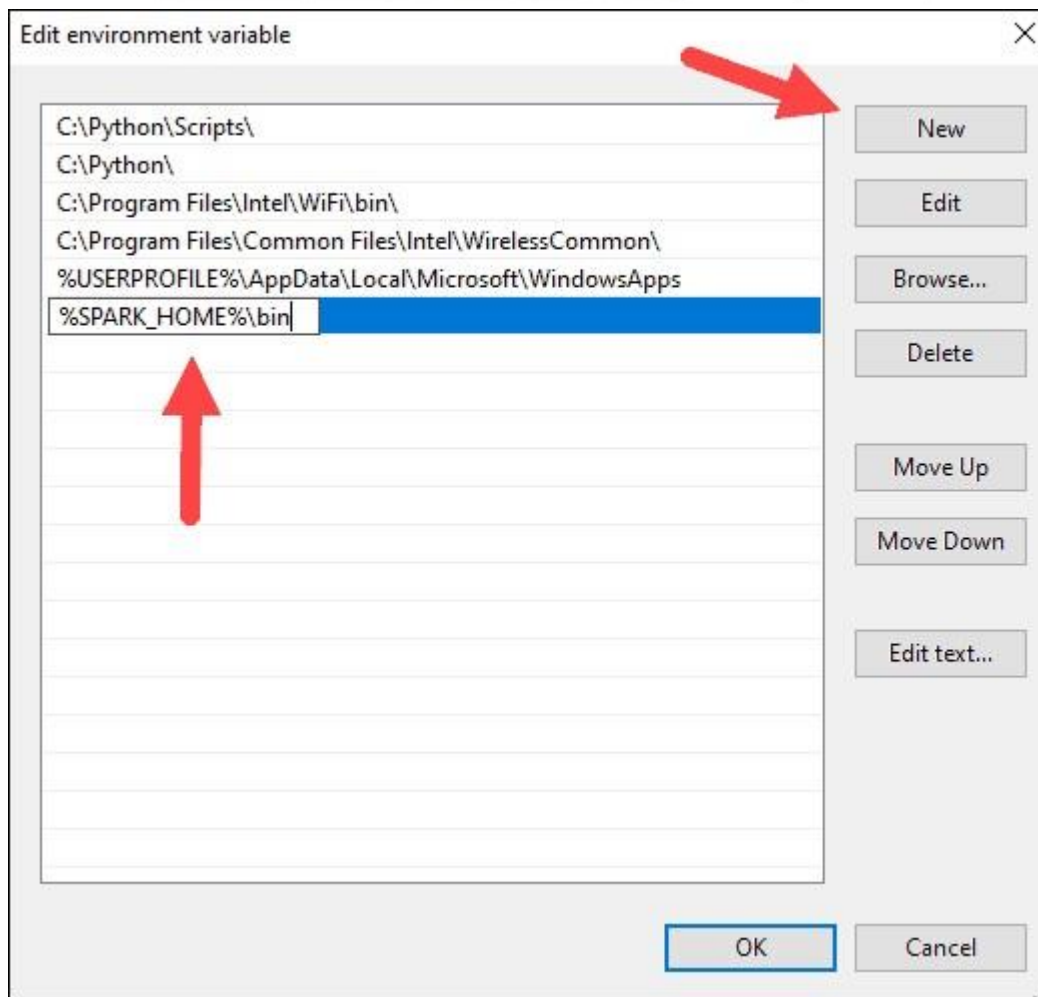 Edit environment variable
C:\Python\Scripts\
New
C:\Python\
C:\Program Files\Intel\WiFi\bin\
Edit
C:\Program Files\Common Files\Intel\WirelessCommon\
%USERPROFILE%\AppData\Local\Microsoft\WindowsApps
Browse...
%SPARK_HOME%\bin
Delete
Move Up
Move Down
Edit text...
OK
Cancel